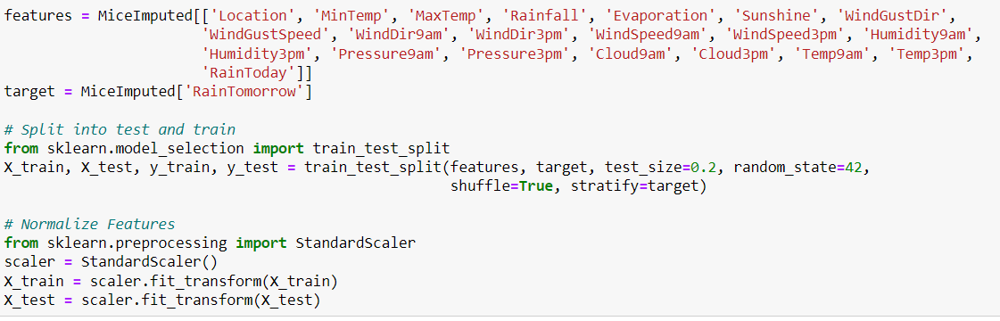 features = MiceImputed[['Location', 'MinTemp', 'MaxTemp', 'Rainfall', 'Evaporation', 'Sunshine', 'WindGustDir',
'WindGustSpeed', 'WindDir9am', 'WindDir3pm', 'WindSpeed9am', 'WindSpeed3pm', 'Humidity9am',
'Humidity3pm', 'Pressure9am', 'Pressure3pm', 'Cloud9am', 'Cloud3pm', 'Temp9am', 'Temp3pm',
'RainToday']]
target = MiceImputed['RainTomorrow']
# Split into test and train
from sklearn.model_selection import train_test_split
X_train, X_test, y_train, y_test = train_test_split(features, target, test_size=0.2, random_state=42,
shuffle=True, stratify=target)
# Normalize Features
from sklearn.preprocessing import StandardScaler
scaler = StandardScaler()
X_train = scaler.fit_transform(X_train)
X_test = scaler.fit_transform(X_test)